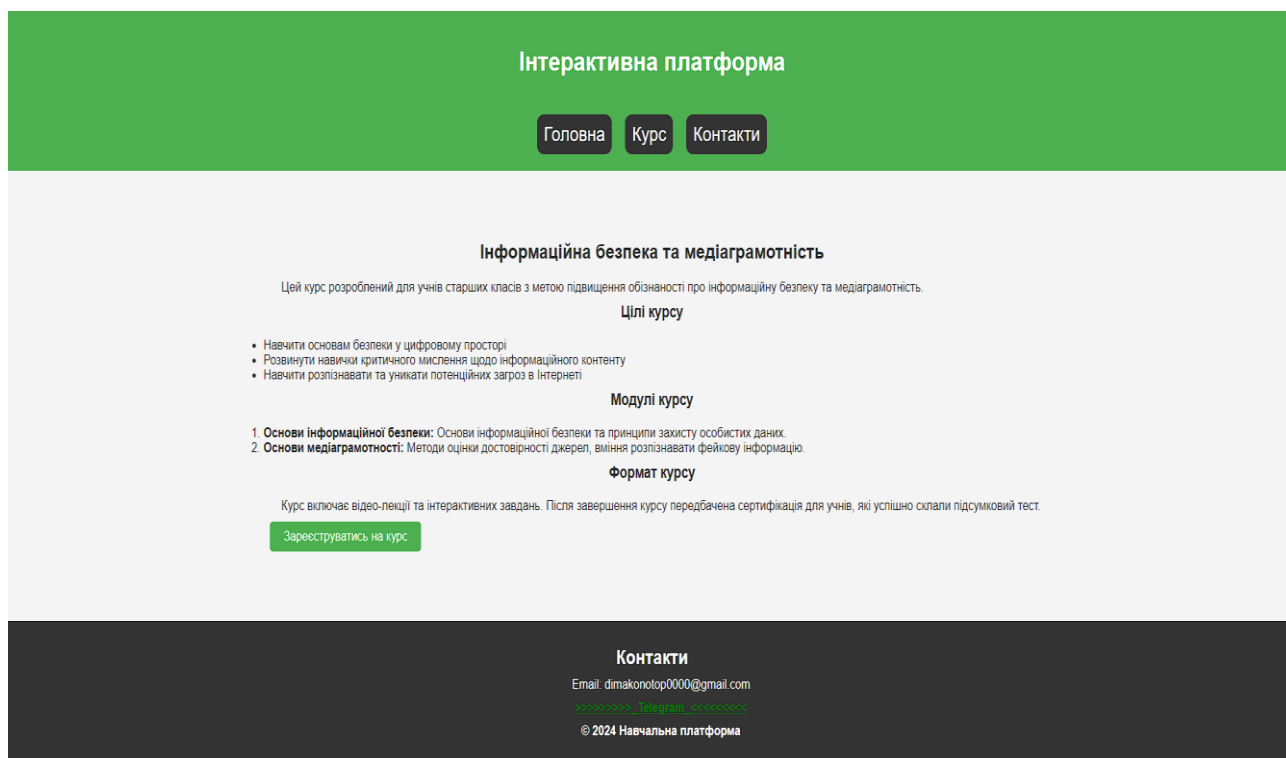 Інтерактивна платформа
Головна Курс Контакти
Інформаційна безпека та медіаграмотність
Цей курс розроблений для учнів старших класів з метою підвищення обізнаності про інформаційну безпеку та медіаграмотність.
Цілі курсу
• Навчити основам безпеки у цифровому просторі
• Розвинути навички критичного мислення щодо інформаційного контенту
• Навчити розпізнавати та уникати потенційних загроз в Інтернеті
Модулі курсу
1. Основи інформаційної безпеки: Основи інформаційної безпеки та принципи захисту особистих даних.
2. Основи медіаграмотності: Методи оцінки достовірності джерел, вміння розпізнавати фейкову інформацію.
Формат курсу
Курс включає відео-лекції та інтерактивних завдань. Після завершення курсу передбачена сертифікація для учнів, які успішно склали підсумковий тест.
Зареєструватись на курс
Контакти
Email: dimakonotop0000@gmail.com
>>>>>>>>>_Telegram_<<<<<<<<<
© 2024 Навчальна платформа